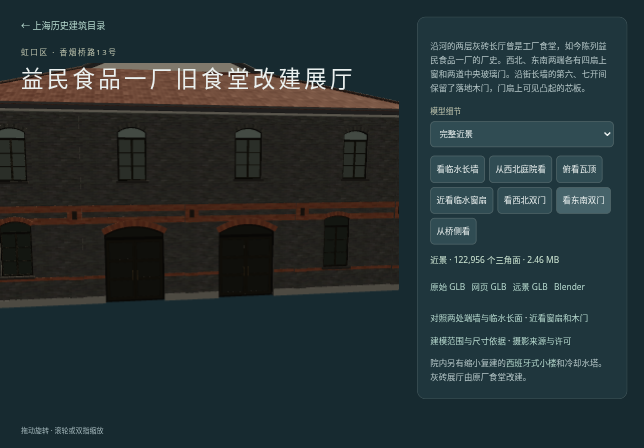 ← 上海历史建筑目录
虹口区 · 香烟桥路13号
益民食品一厂旧食堂改建展厅
拖动旋转 · 滚轮或双指缩放
沿河的两层灰砖长厅曾是工厂食堂，如今陈列益
民食品一厂的厂史。西北、东南两端各有四扇上
窗和两道中央玻璃门。沿街长墙的第六、七开间
保留了落地木门，门扇上可见凸起的芯板。
模型细节
完整近景
看临水长墙
从西北庭院看
俯看瓦顶
近看临水窗扇
看西北双门
看东南双门
从桥侧看
近景 · 122,956 个三角面 · 2.46 MB
原始 GLB 网页 GLB 远景 GLB Blender
对照两处端墙与临水长面 · 近看窗扇和木门
建模范围与尺寸依据 · 摄影来源与许可
院内另有缩小复建的西班牙式小楼和冷却水塔。
灰砖展厅由原厂食堂改建。